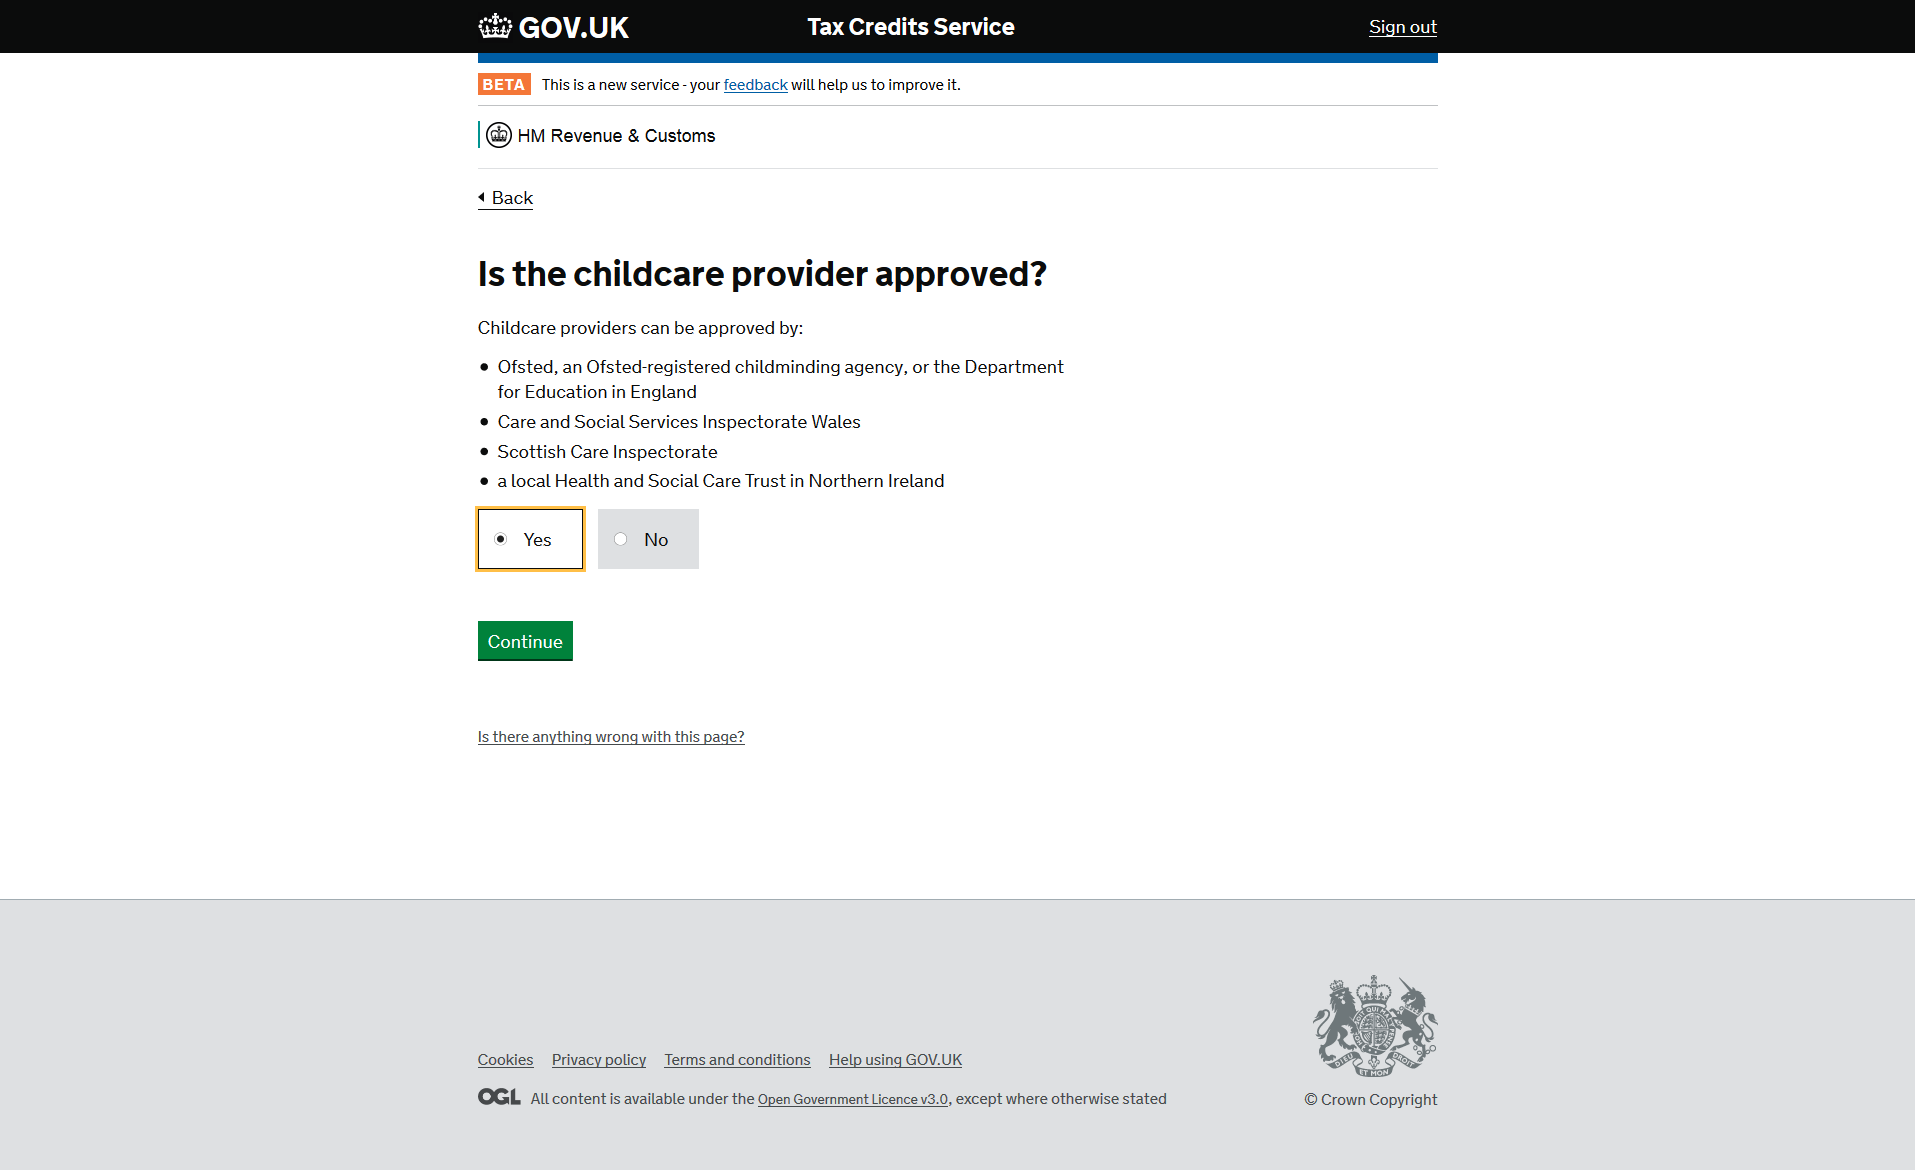 GOV.UK Tax Credits Service Sign out
BETA This is a new service - your feedback will help us to improve it.
HM Revenue & Customs
Back
Is the childcare provider approved?
Childcare providers can be approved by:
• Ofsted, an Ofsted-registered childminding agency, or the Department
for Education in England
• Care and Social Services Inspectorate Wales
• Scottish Care Inspectorate
• a local Health and Social Care Trust in Northern Ireland
Yes No
Continue
Is there anything wrong with this page?
Cookies Privacy policy Terms and conditions Help using GOV.UK
OGL All content is available under the Open Government Licence v3.0, except where otherwise stated
DIEU ET MON DROIT
© Crown Copyright